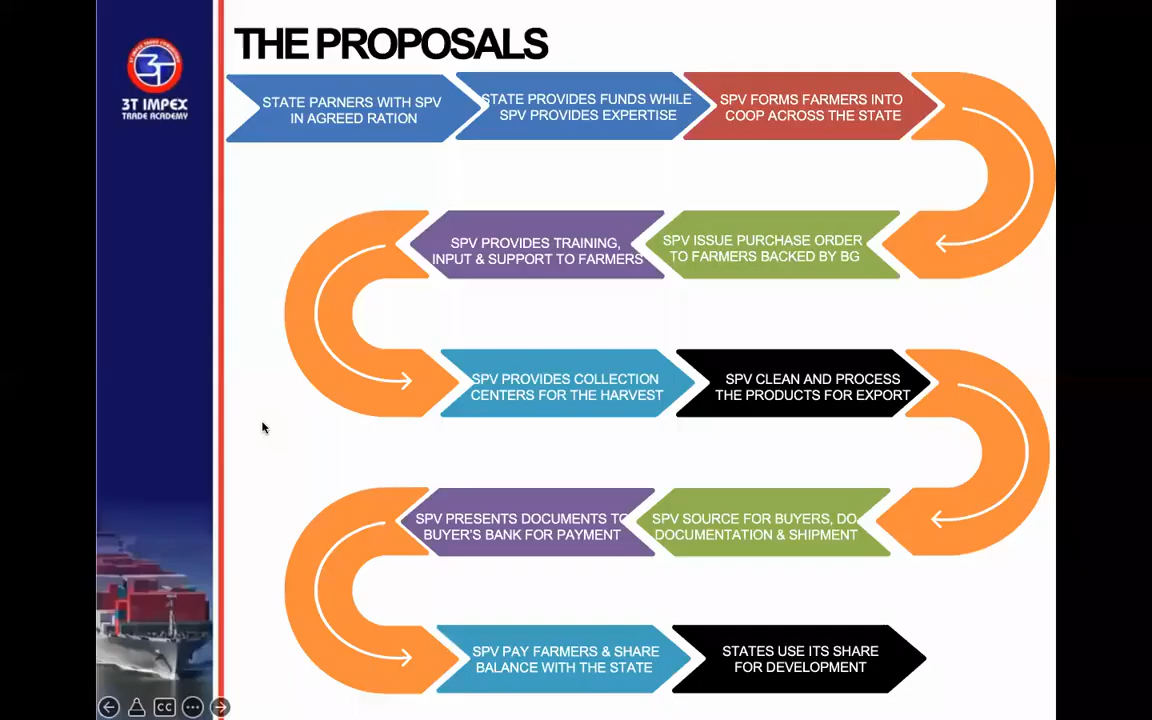 THE PROPOSALS
3T IMPEX
TRADE ACADEMY
STATE PARNERS WITH SPV
IN AGREED RATION
STATE PROVIDES FUNDS WHILE
SPV PROVIDES EXPERTISE
SPV FORMS FARMERS INTO
COOP ACROSS THE STATE
SPV ISSUE PURCHASE ORDER
TO FARMERS BACKED BY BG
SPV PROVIDES TRAINING,
INPUT & SUPPORT TO FARMERS
SPV PROVIDES COLLECTION
CENTERS FOR THE HARVEST
SPV CLEAN AND PROCESS
THE PRODUCTS FOR EXPORT
SPV SOURCE FOR BUYERS, DO
DOCUMENTATION & SHIPMENT
SPV PRESENTS DOCUMENTS TO
BUYER'S BANK FOR PAYMENT
SPV PAY FARMERS & SHARE
BALANCE WITH THE STATE
STATES USE ITS SHARE
FOR DEVELOPMENT
CC